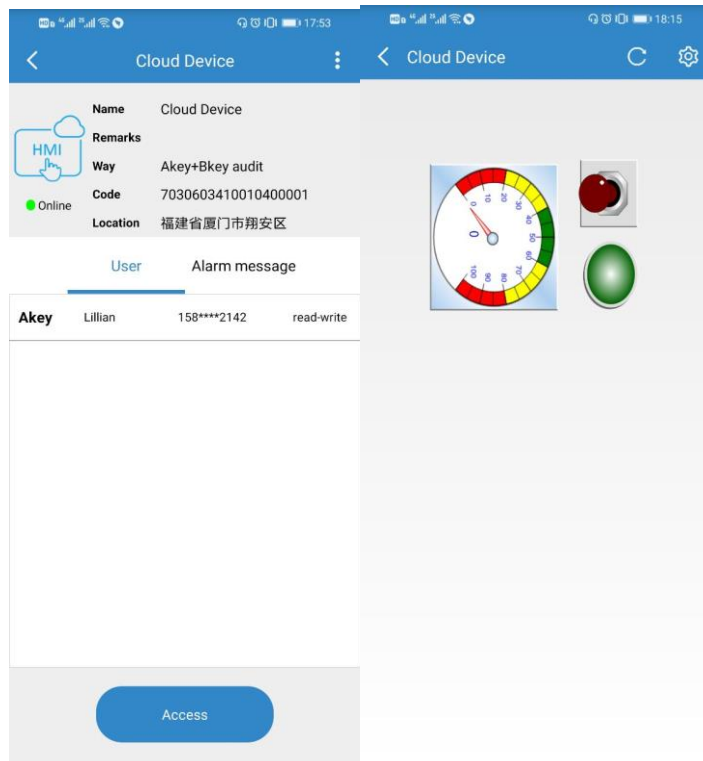 17:53
Cloud Device
HMI
Online
Name Cloud Device
Remarks
Way Akey+Bkey audit
Code 7030603410010400001
Location 福建省厦门市翔安区
User Alarm message
Akey Lillian 158****2142 read-write
Access
18:15
Cloud Device
0
10
20
30
40
50
60
70
80
90
100
0